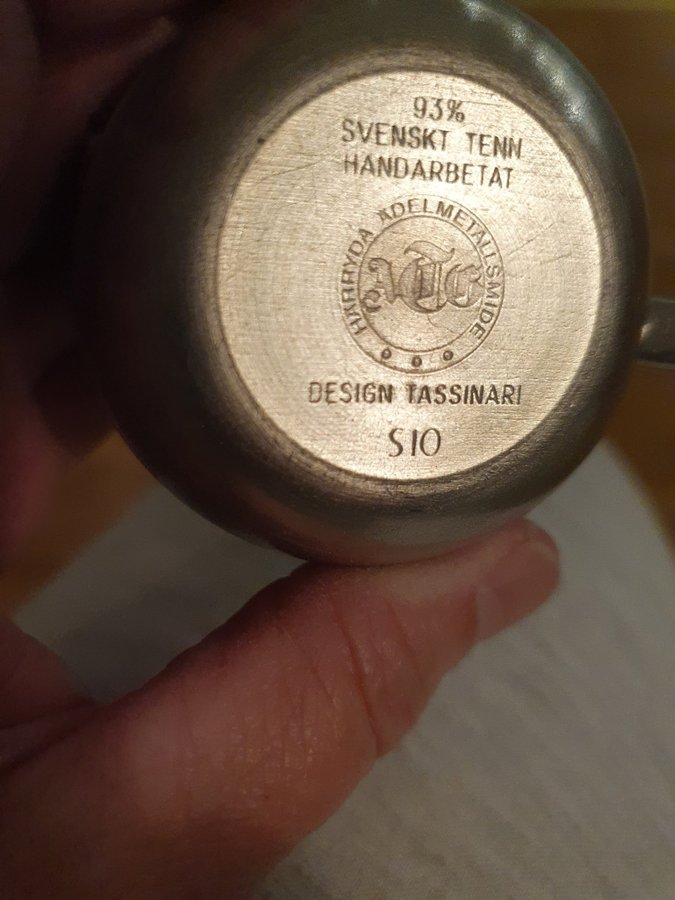 93%
SVENSKT TENN
HANDARBETAT
HÄRRYDA ÄDELMETALLSMIDE
DESIGN TASSINARI
S10